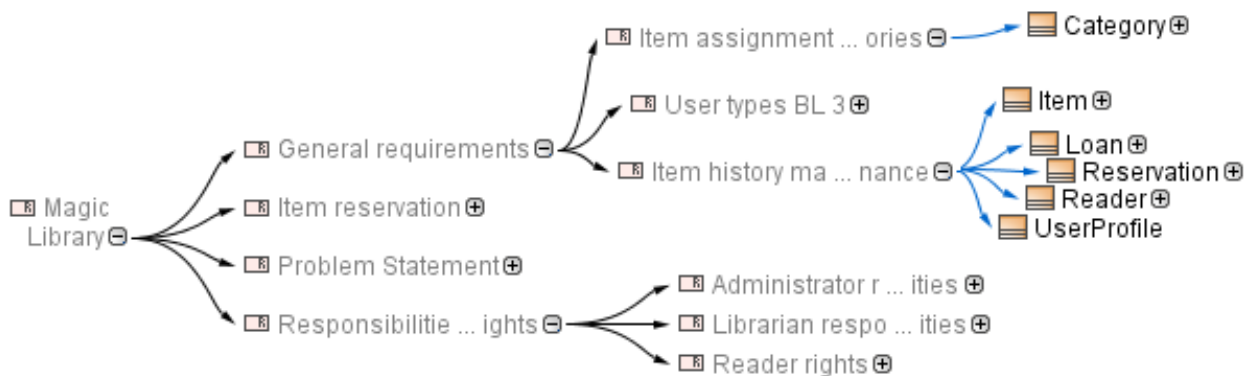 Item assignment ... ories
Category
User types BL 3
Item
General requirements
Item history ma ... nance
Loan
Reservation
Reader
UserProfile
Magic
Library
Item reservation
Problem Statement
Responsibilitie ... ights
Administrator r ... ities
Librarian respo ... ities
Reader rights